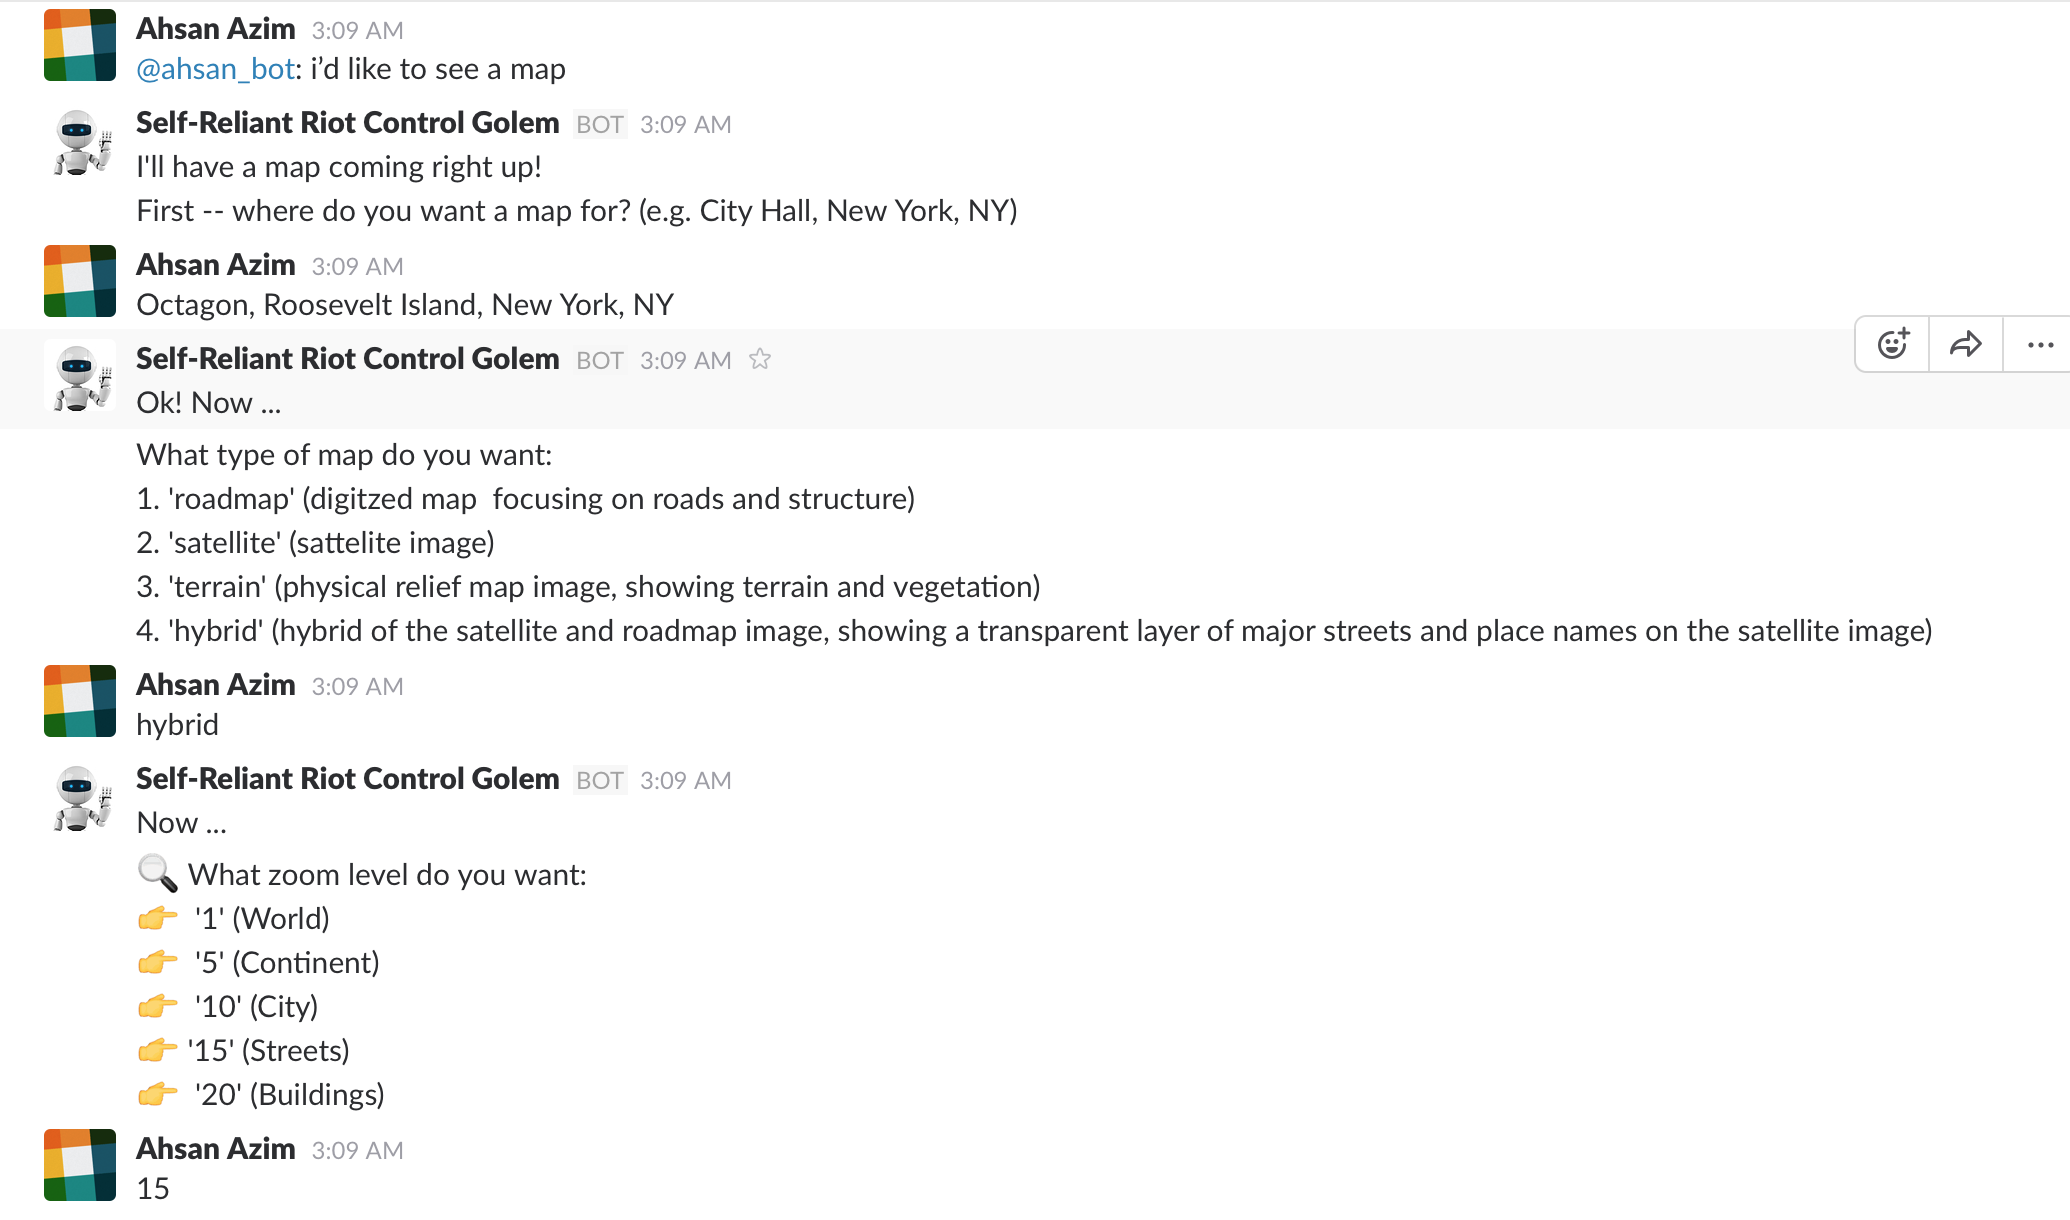 Ahsan Azim 3:09 AM
@ahsan_bot: i’d like to see a map
Self-Reliant Riot Control Golem BOT 3:09 AM
I'll have a map coming right up!
First -- where do you want a map for? (e.g. City Hall, New York, NY)
Ahsan Azim 3:09 AM
Octagon, Roosevelt Island, New York, NY
Self-Reliant Riot Control Golem BOT 3:09 AM
Ok! Now ...
What type of map do you want:
1. 'roadmap' (digitzed map  focusing on roads and structure)
2. 'satellite' (sattelite image)
3. 'terrain' (physical relief map image, showing terrain and vegetation)
4. 'hybrid' (hybrid of the satellite and roadmap image, showing a transparent layer of major streets and place names on the satellite image)
Ahsan Azim 3:09 AM
hybrid
Self-Reliant Riot Control Golem BOT 3:09 AM
Now ...
🔍 What zoom level do you want:
👉 '1' (World)
👉 '5' (Continent)
👉 '10' (City)
👉 '15' (Streets)
👉 '20' (Buildings)
Ahsan Azim 3:09 AM
15